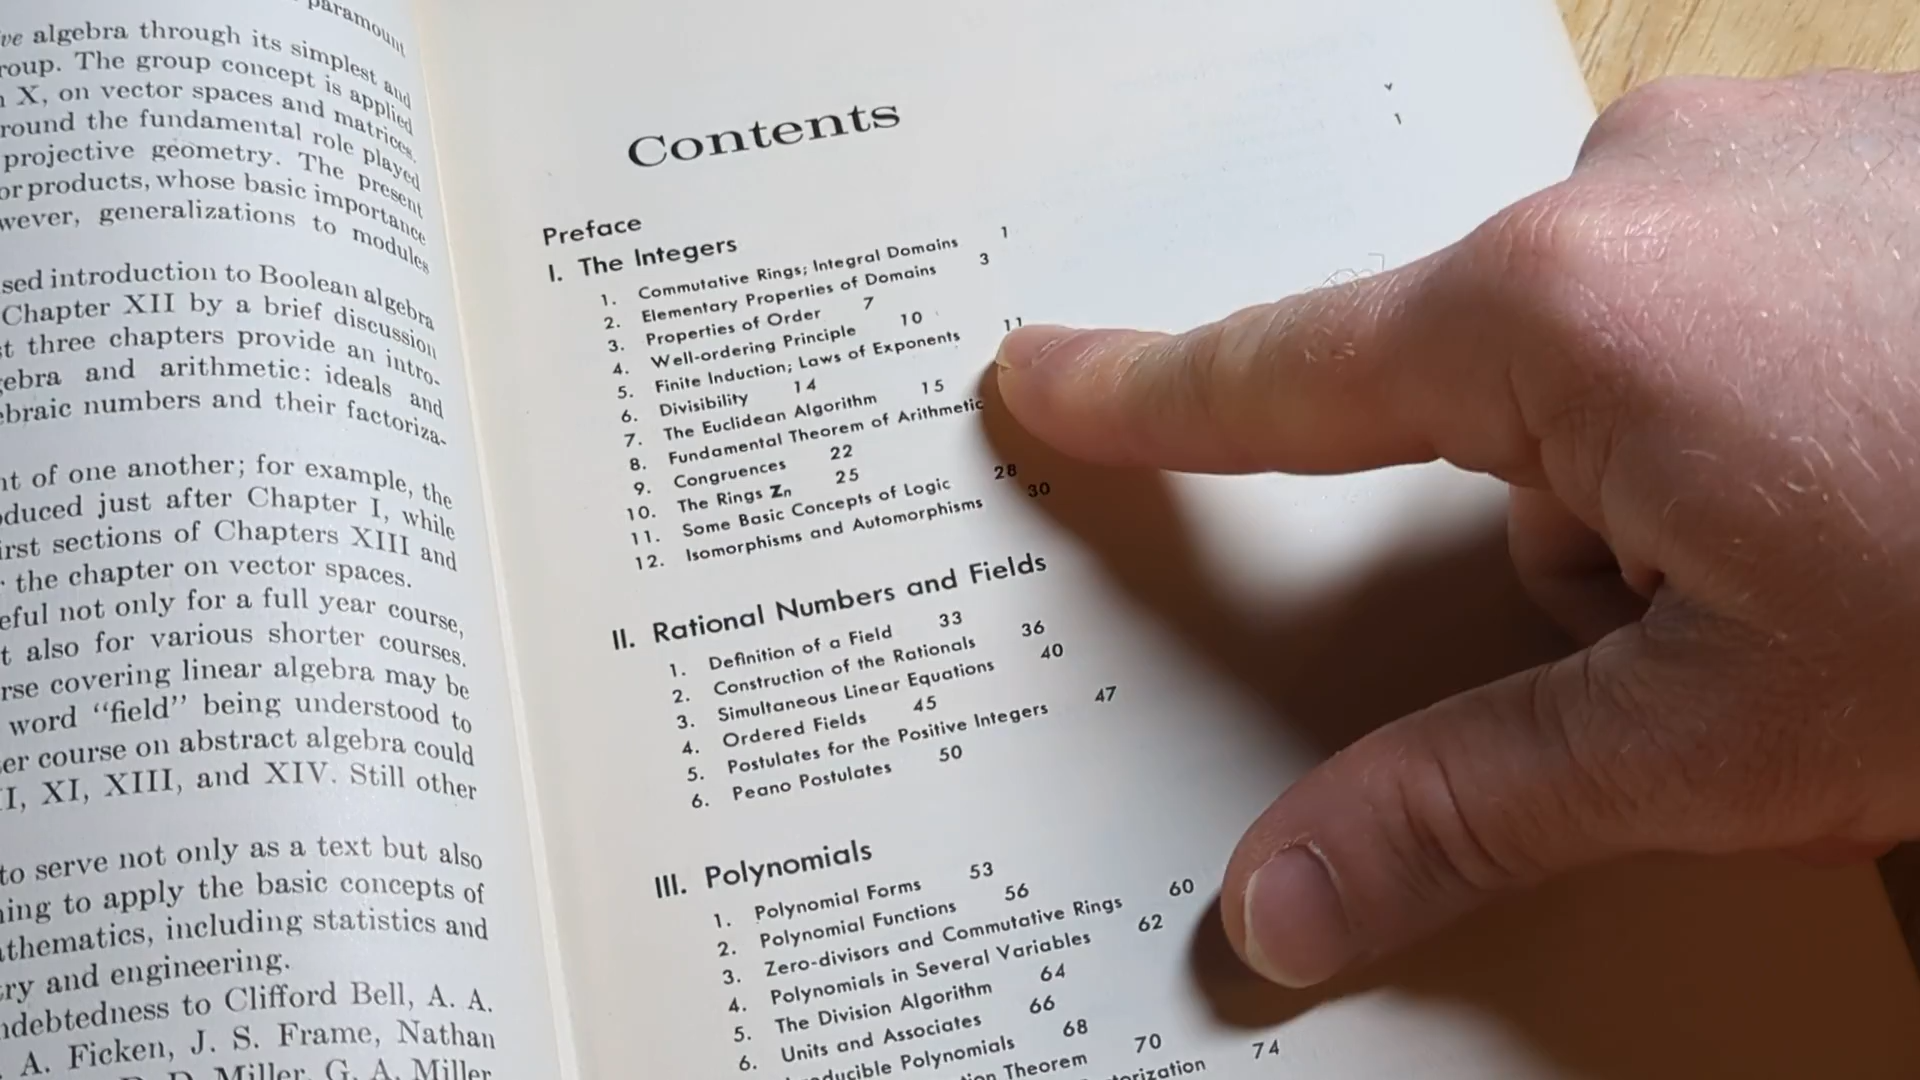 paramount
ve algebra through its simplest and
roup. The group concept is applied
X, on vector spaces and matrices,
round the fundamental role played
projective geometry. The present
or products, whose basic importance
wever, generalizations to modules
sed introduction to Boolean algebra
Chapter XII by a brief discussion
t three chapters provide an intro-
ebra and arithmetic: ideals and
ebraic numbers and their factoriza-
nt of one another; for example, the
oduced just after Chapter I, while
irst sections of Chapters XIII and
the chapter on vector spaces.
eful not only for a full year course,
t also for various shorter courses.
rse covering linear algebra may be
word “field” being understood to
er course on abstract algebra could
I, XI, XIII, and XIV. Still other
to serve not only as a text but also
ning to apply the basic concepts of
athematics, including statistics and
ry and engineering.
ndebtedness to Clifford Bell, A. A.
A. Ficken, J. S. Frame, Nathan
D. Miller, G. A. Miller
Contents
Preface v
I. The Integers 1
1. Commutative Rings; Integral Domains 1
2. Elementary Properties of Domains 3
3. Properties of Order 7
4. Well-ordering Principle 10
5. Finite Induction; Laws of Exponents 11
6. Divisibility 14
7. The Euclidean Algorithm 15
8. Fundamental Theorem of Arithmetic
9. Congruences 22
10. The Rings Zn 25
11. Some Basic Concepts of Logic 28
12. Isomorphisms and Automorphisms 30
II. Rational Numbers and Fields
1. Definition of a Field 33
2. Construction of the Rationals 36
3. Simultaneous Linear Equations 40
4. Ordered Fields 45
5. Postulates for the Positive Integers 47
6. Peano Postulates 50
III. Polynomials
1. Polynomial Forms 53
2. Polynomial Functions 56
3. Zero-divisors and Commutative Rings 60
4. Polynomials in Several Variables 62
5. The Division Algorithm 64
6. Units and Associates 66
ducible Polynomials 68
ion Theorem 70
torization 74